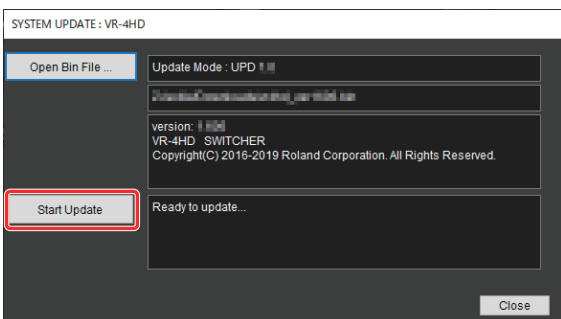 SYSTEM UPDATE : VR-4HD
Open Bin File ...
Update Mode : UPD
version:
VR-4HD SWITCHER
Copyright(C) 2016-2019 Roland Corporation. All Rights Reserved.
Start Update
Ready to update...
Close